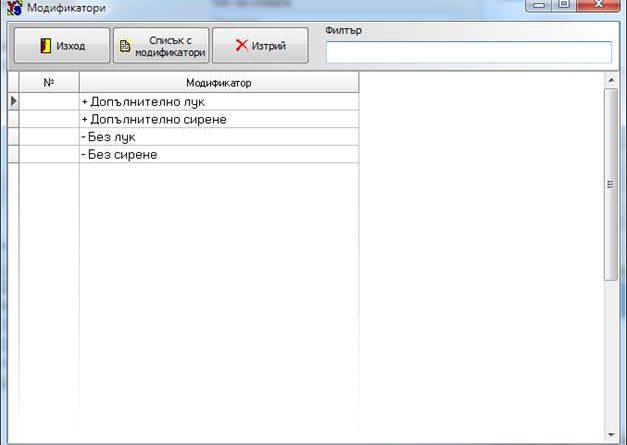 Модификатори
Изход
Списък с
модификатори
Изтрий
Филтър
№ Модификатор
+ Допълнително лук
+ Допълнително сирене
- Без лук
- Без сирене